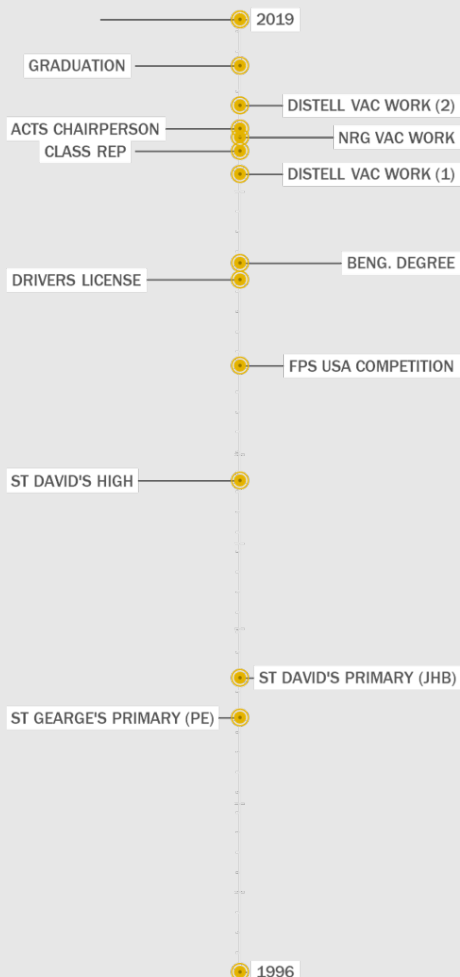 2019
GRADUATION
DISTELL VAC WORK (2)
ACTS CHAIRPERSON
NRG VAC WORK
CLASS REP
DISTELL VAC WORK (1)
BENG. DEGREE
DRIVERS LICENSE
FPS USA COMPETITION
ST DAVID'S HIGH
ST DAVID'S PRIMARY (JHB)
ST GEARGE'S PRIMARY (PE)
1996